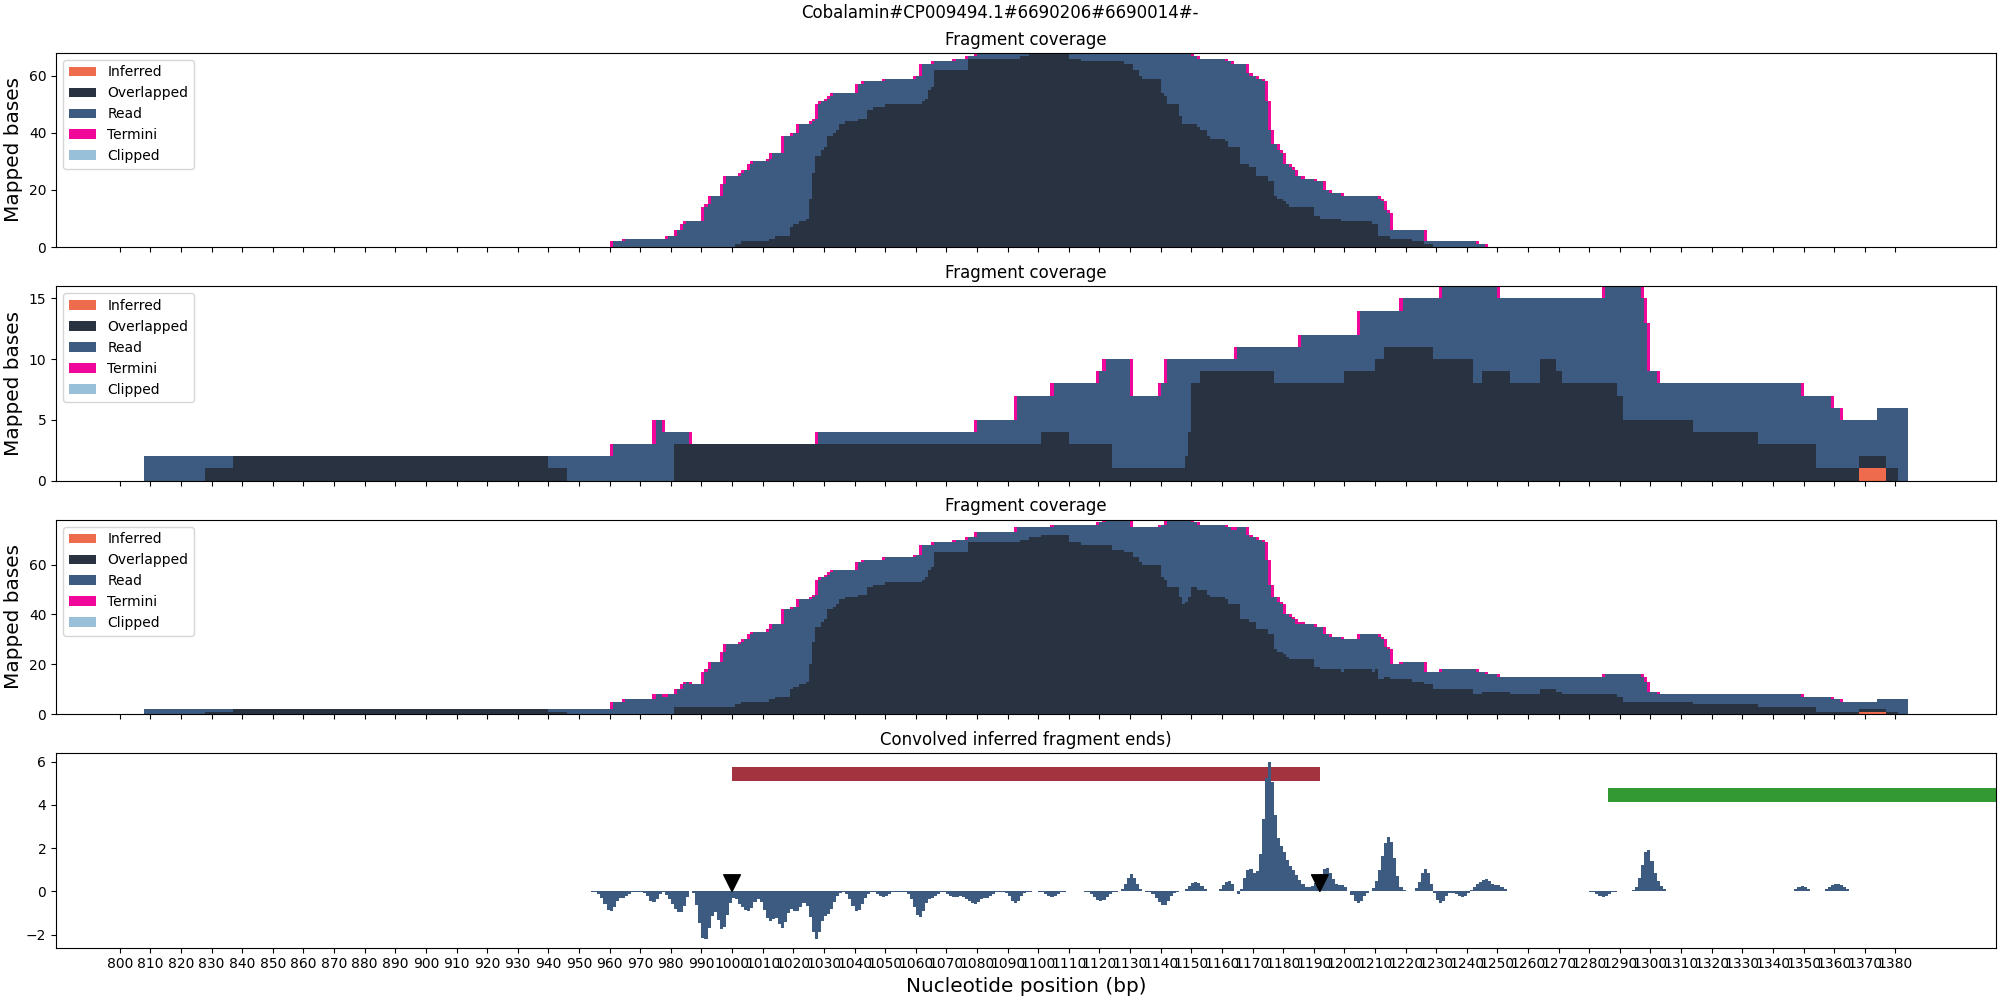 Cobalamin#CP009494.1#6690206#6690014#-
Fragment coverage
Mapped bases
60
40
20
0
Inferred
Overlapped
Read
Termini
Clipped
Fragment coverage
Mapped bases
15
10
5
0
Inferred
Overlapped
Read
Termini
Clipped
Fragment coverage
Mapped bases
60
40
20
0
Inferred
Overlapped
Read
Termini
Clipped
Convolved inferred fragment ends)
6
4
2
0
−2
800 810 820 830 840 850 860 870 880 890 900 910 920 930 940 950 960 970 980 990 1000 1010 1020 1030 1040 1050 1060 1070 1080 1090 1100 1110 1120 1130 1140 1150 1160 1170 1180 1190 1200 1210 1220 1230 1240 1250 1260 1270 1280 1290 1300 1310 1320 1330 1340 1350 1360 1370 1380
Nucleotide position (bp)